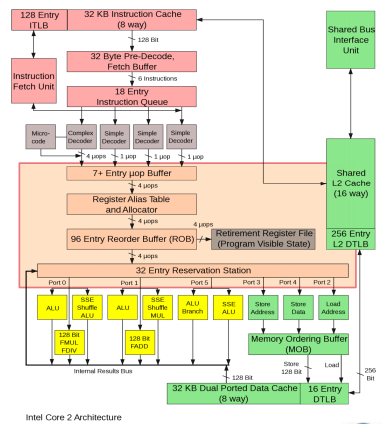 128 Entry
ITLB
32 KB Instruction Cache
(8 way)
128 Bit
32 Byte Pre-Decode,
Fetch Buffer
Instruction
Fetch Unit
6 Instructions
18 Entry
Instruction Queue
Micro-
code
Complex
Decoder
Simple
Decoder
Simple
Decoder
Simple
Decoder
4 μops
1 μop
1 μop
1 μop
Shared Bus
Interface
Unit
7+ Entry μop Buffer
4 μops
Register Alias Table
and Allocator
4 μops
4 μops
96 Entry Reorder Buffer (ROB)
Retirement Register File
(Program Visible State)
4 μops
32 Entry Reservation Station
Shared
L2 Cache
(16 way)
256 Entry
L2 DTLB
Port 0
Port 1
Port 5
Port 3
Port 4
Port 2
ALU
SSE
Shuffle
ALU
ALU
SSE
Shuffle
MUL
ALU
Branch
SSE
ALU
Store
Address
Store
Data
Load
Address
128 Bit
FMUL
FDIV
128 Bit
FADD
Memory Ordering Buffer
(MOB)
Internal Results Bus
Store
128 Bit
Load
128 Bit
256
Bit
32 KB Dual Ported Data Cache
(8 way)
16 Entry
DTLB
Intel Core 2 Architecture